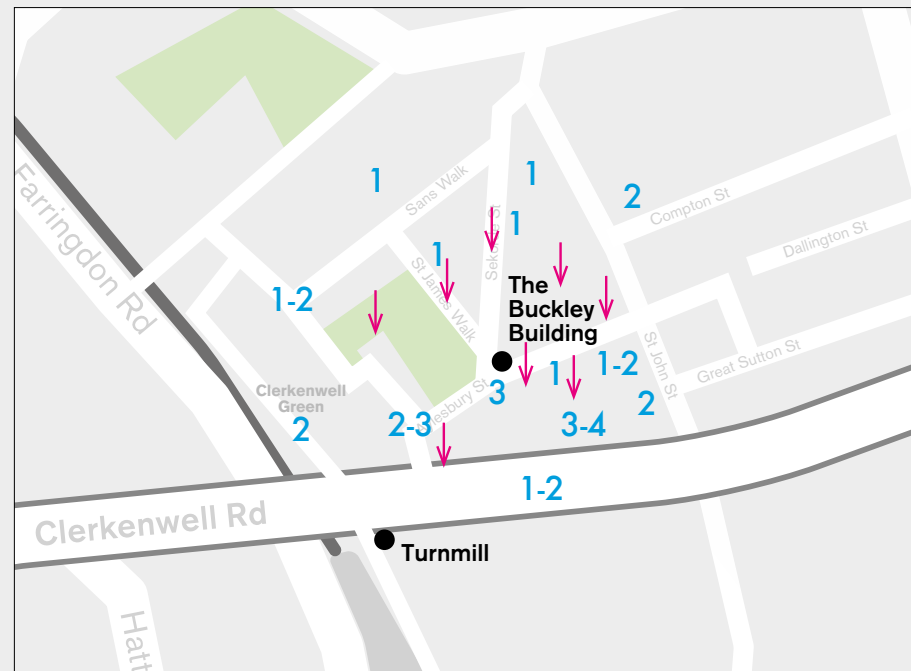 1
1
2
Sans Walk
Compton St
1
Farringdon Rd
Dallington St
1
St James Walk
The
Buckley
Building
1-2
St John St
Great Sutton St
1
1-2
3
Clerkenwell
Green
2
2-3
3-4
2
1-2
Clerkenwell Rd
Turnmill
Hatt